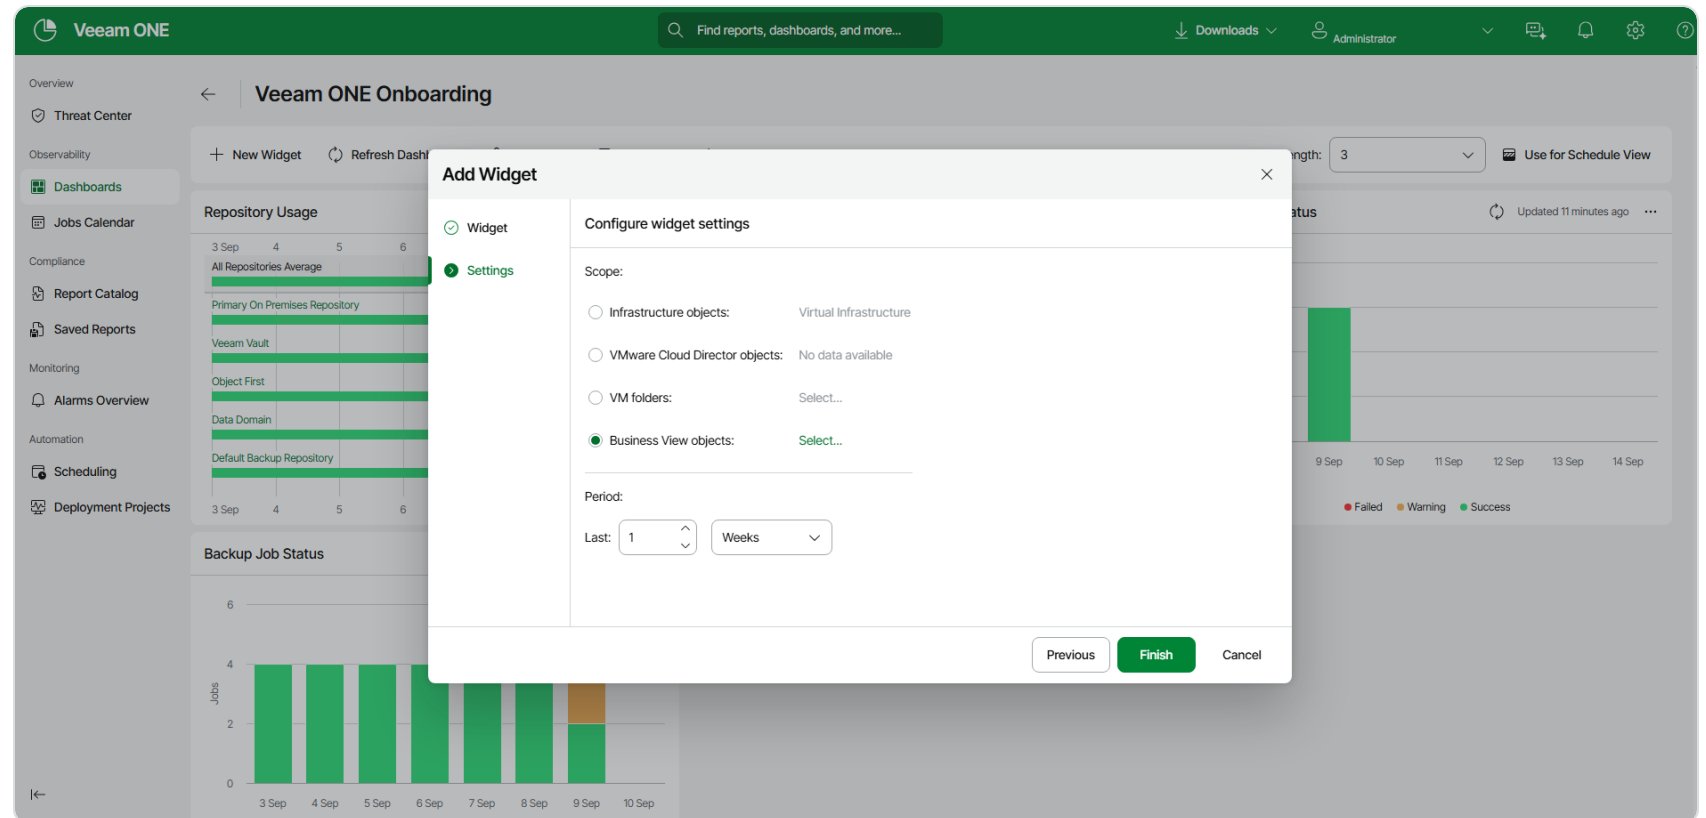 Veeam ONE
Find reports, dashboards, and more...
Downloads
Administrator
Overview
Threat Center
Observability
Dashboards
Jobs Calendar
Compliance
Report Catalog
Saved Reports
Monitoring
Alarms Overview
Automation
Scheduling
Deployment Projects
Veeam ONE Onboarding
New Widget
Refresh Dash
ength:
3
Use for Schedule View
Repository Usage
3 Sep 4 5 6
All Repositories Average
Primary On Premises Repository
Veeam Vault
Object First
Data Domain
Default Backup Repository
3 Sep 4 5 6
atus
Updated 11 minutes ago
9 Sep 10 Sep 11 Sep 12 Sep 13 Sep 14 Sep
Failed Warning Success
Backup Job Status
6
4
2
0
Jobs
3 Sep 4 Sep 5 Sep 6 Sep 7 Sep 8 Sep 9 Sep 10 Sep
Add Widget
Widget
Settings
Configure widget settings
Scope:
Infrastructure objects: Virtual Infrastructure
VMware Cloud Director objects: No data available
VM folders: Select...
Business View objects: Select...
Period:
Last: 1 Weeks
Previous Finish Cancel